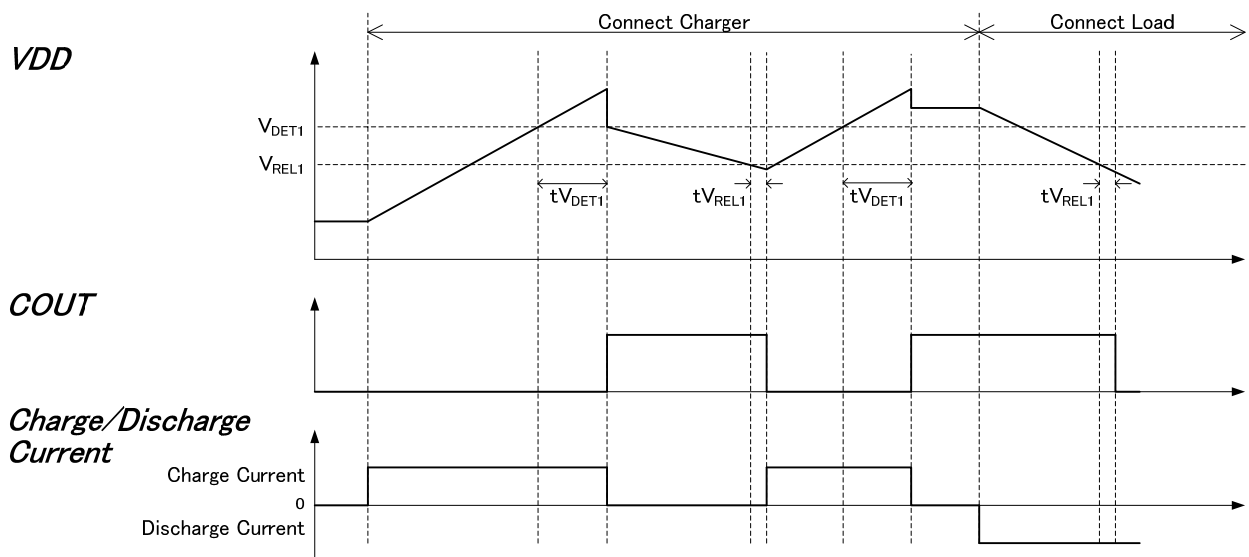 Connect Charger
Connect Load
VDD
VDET1
VREL1
tVDET1
tVREL1
tVDET1
tVREL1
COUT
Charge/Discharge
Current
Charge Current
0
Discharge Current